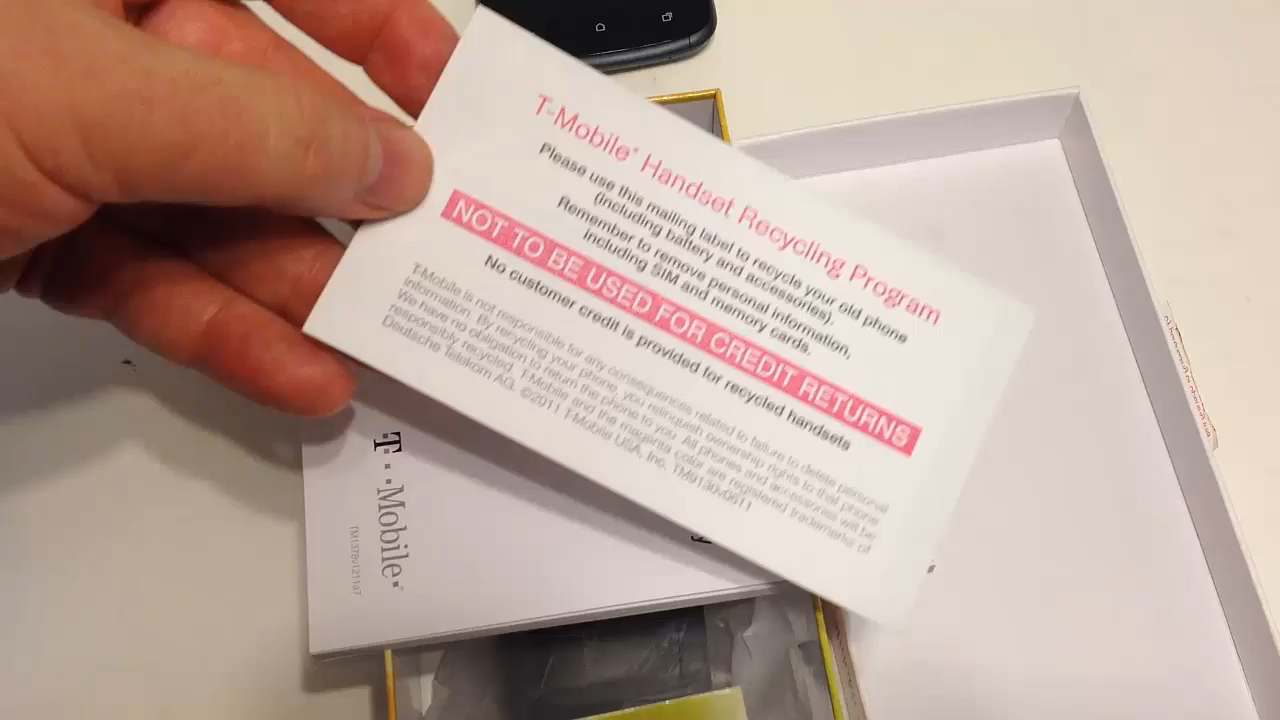 T-Mobile® Handset Recycling Program
Please use this mailing label to recycle your old phone
(including battery and accessories).
Remember to remove personal information,
including SIM and memory cards.
NOT TO BE USED FOR CREDIT RETURNS
No customer credit is provided for recycled handsets
T-Mobile is not responsible for any consequences related to failure to delete personal
information. By recycling your phone, you relinquish ownership rights to that phone.
We have no obligation to return the phone to you. All phones and accessories will be
responsibly recycled. T-Mobile and the magenta color are registered trademarks of
Deutsche Telekom AG. ©2011 T-Mobile USA, Inc. TM9130v0511
T··Mobile·®